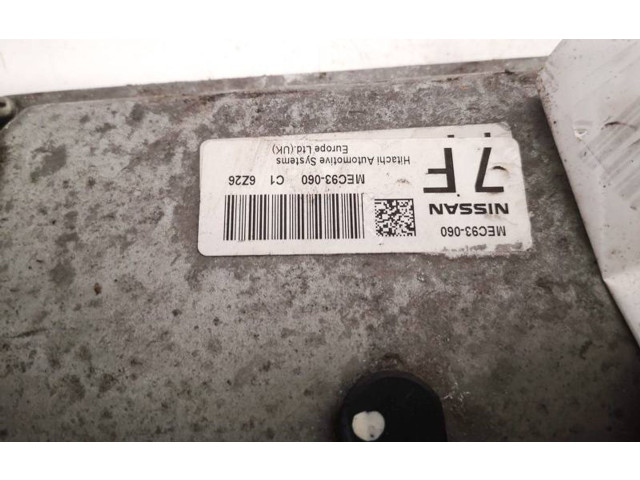 MEC93-060
NISSAN
7F
MEC93-060 C1 6Z26
Hitachi Automotive Systems
Europe Ltd.(UK)